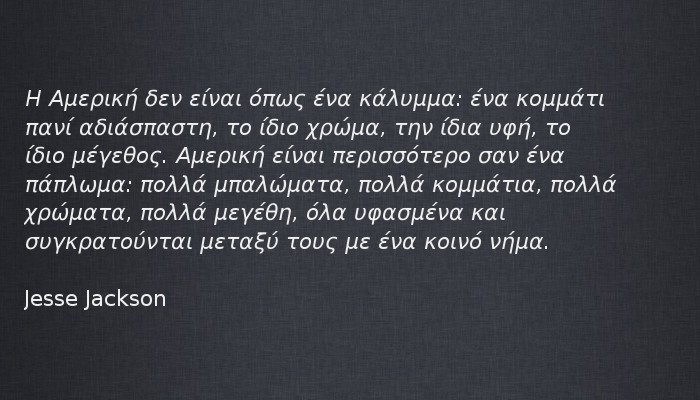 Η Αμερική δεν είναι όπως ένα κάλυμμα: ένα κομμάτι
πανί αδιάσπαστη, το ίδιο χρώμα, την ίδια υφή, το
ίδιο μέγεθος. Αμερική είναι περισσότερο σαν ένα
πάπλωμα: πολλά μπαλώματα, πολλά κομμάτια, πολλά
χρώματα, πολλά μεγέθη, όλα υφασμένα και
συγκρατούνται μεταξύ τους με ένα κοινό νήμα.
Jesse Jackson